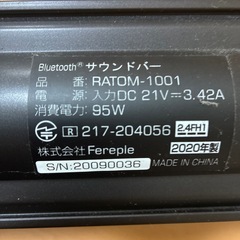 Bluetooth® サウンドバー
品 番: RATOM-1001
電 源: 入力DC 21V⎓3.42A
消費電力: 95W
R 217-204056 2.4FH1
株式会社 Fereple 2020年製
S/N:20090036 MADE IN CHINA